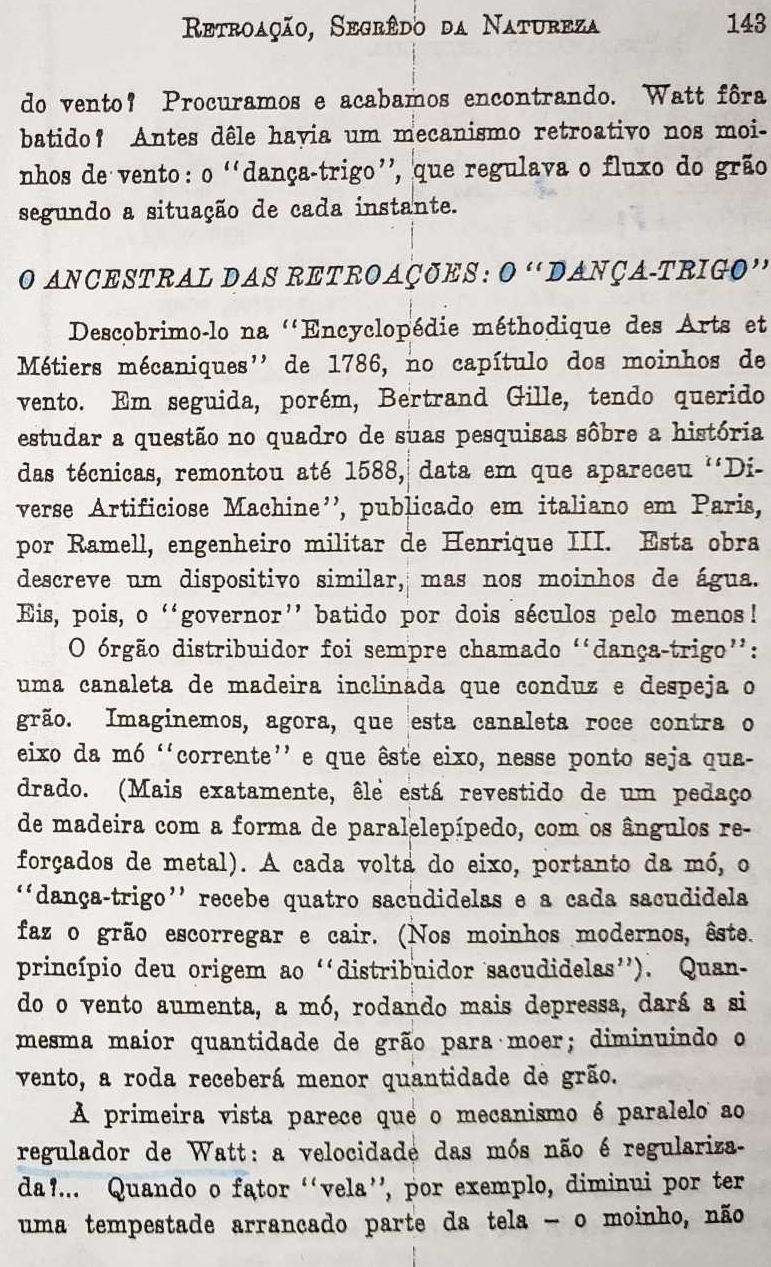 RETROAÇÃO, SEGRÊDO DA NATUREZA 143
do vento? Procuramos e acabamos encontrando. Watt fôra
batido? Antes dêle havia um mecanismo retroativo nos moi-
nhos de vento: o "dança-trigo", que regulava o fluxo do grão
segundo a situação de cada instante.
O ANCESTRAL DAS RETROAÇÕES: O "DANÇA-TRIGO"
Descobrimo-lo na "Encyclopédie méthodique des Arts et
Métiers mécaniques" de 1786, no capítulo dos moinhos de
vento. Em seguida, porém, Bertrand Gille, tendo querido
estudar a questão no quadro de suas pesquisas sôbre a história
das técnicas, remontou até 1588, data em que apareceu "Di-
verse Artificiose Machine", publicado em italiano em Paris,
por Ramell, engenheiro militar de Henrique III. Esta obra
descreve um dispositivo similar, mas nos moinhos de água.
Eis, pois, o "governor" batido por dois séculos pelo menos!
O órgão distribuidor foi sempre chamado "dança-trigo":
uma canaleta de madeira inclinada que conduz e despeja o
grão. Imaginemos, agora, que esta canaleta roce contra o
eixo da mó "corrente" e que êste eixo, nesse ponto seja qua-
drado. (Mais exatamente, êle está revestido de um pedaço
de madeira com a forma de paralelepípedo, com os ângulos re-
forçados de metal). A cada volta do eixo, portanto da mó, o
"dança-trigo" recebe quatro sacudidelas e a cada sacudidela
faz o grão escorregar e cair. (Nos moinhos modernos, êste
princípio deu origem ao "distribuidor sacudidelas"). Quan-
do o vento aumenta, a mó, rodando mais depressa, dará a si
mesma maior quantidade de grão para moer; diminuindo o
vento, a roda receberá menor quantidade de grão.
À primeira vista parece que o mecanismo é paralelo ao
regulador de Watt: a velocidade das mós não é regulariza-
da?... Quando o fator "vela", por exemplo, diminui por ter
uma tempestade arrancado parte da tela – o moinho, não